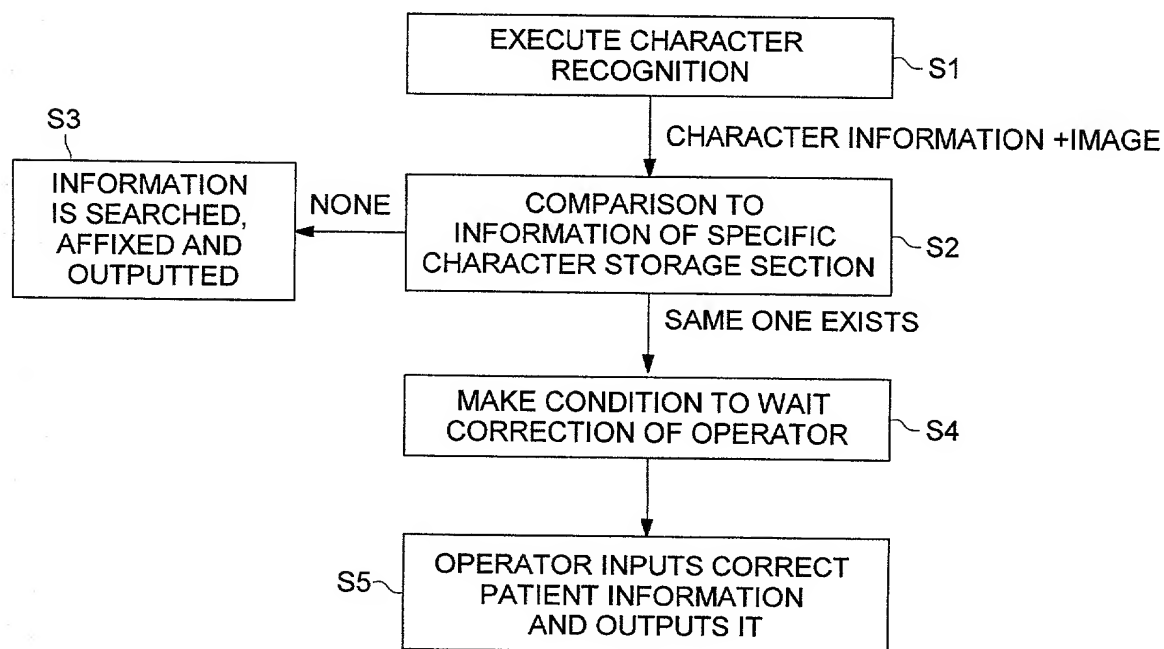 EXECUTE CHARACTER
RECOGNITION
S1
CHARACTER INFORMATION +IMAGE
S3
INFORMATION
IS SEARCHED,
AFFIXED AND
OUTPUTTED
NONE
COMPARISON TO
INFORMATION OF SPECIFIC
CHARACTER STORAGE SECTION
S2
SAME ONE EXISTS
MAKE CONDITION TO WAIT
CORRECTION OF OPERATOR
S4
S5
OPERATOR INPUTS CORRECT
PATIENT INFORMATION
AND OUTPUTS IT